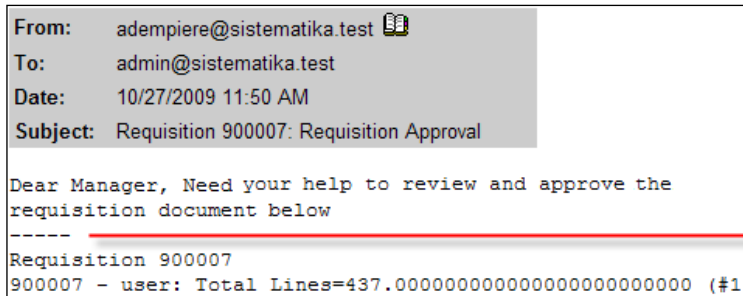 From: adempiere@sistematika.test
To: admin@sistematika.test
Date: 10/27/2009 11:50 AM
Subject: Requisition 900007: Requisition Approval
Dear Manager, Need your help to review and approve the
requisition document below
-----
Requisition 900007
900007 - user: Total Lines=437.000000000000000000000000 (#1